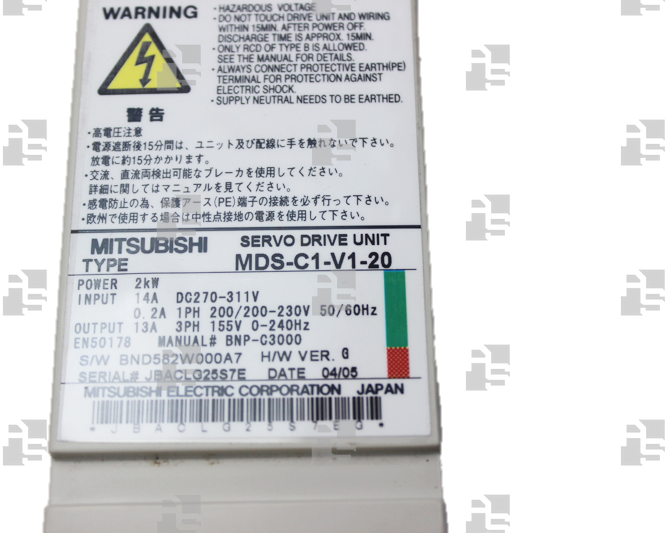 WARNING
・HAZARDOUS VOLTAGE
・DO NOT TOUCH DRIVE UNIT AND WIRING
WITHIN 15MIN. AFTER POWER OFF.
DISCHARGE TIME IS APPROX. 15MIN.
・ONLY RCD OF TYPE B IS ALLOWED.
SEE THE MANUAL FOR DETAILS.
・ALWAYS CONNECT PROTECTIVE EARTH(PE)
TERMINAL FOR PROTECTION AGAINST
ELECTRIC SHOCK.
・SUPPLY NEUTRAL NEEDS TO BE EARTHED.
警告
・高電圧注意
・電源遮断後15分間は、ユニット及び配線に手を触れないで下さい。
放電に約15分かかります。
・交流、直流両検出可能なブレーカを使用してください。
詳細に関してはマニュアルを見てください。
・感電防止の為、保護アース(PE)端子の接続を必ず行って下さい。
・欧州で使用する場合は中性点接地の電源を使用して下さい。
MITSUBISHI SERVO DRIVE UNIT
TYPE MDS-C1-V1-20
POWER 2kW
INPUT 14A DC270-311V
0.2A 1PH 200/200-230V 50/60Hz
OUTPUT 13A 3PH 155V 0-240Hz
EN50178 MANUAL# BNP-C3000
S/W BND582W000A7 H/W VER. G
SERIAL# JBACLG25S7E DATE 04/05
MITSUBISHI ELECTRIC CORPORATION JAPAN
* J B A C L G 2 5 S 7 E G *